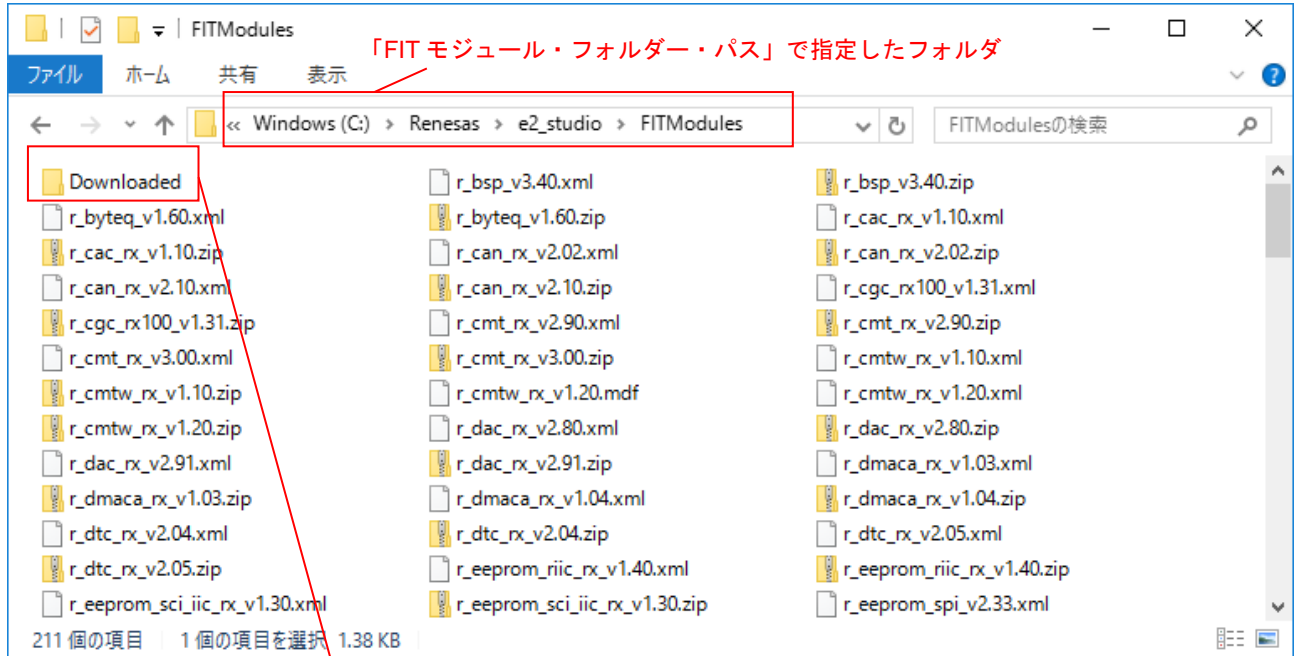 FITModules
「FIT モジュール・フォルダー・パス」で指定したフォルダ
ファイル ホーム 共有 表示
« Windows (C:) > Renesas > e2_studio > FITModules FITModulesの検索
Downloaded r_bsp_v3.40.xml r_bsp_v3.40.zip
r_byteq_v1.60.xml r_byteq_v1.60.zip r_cac_rx_v1.10.xml
r_cac_rx_v1.10.zip r_can_rx_v2.02.xml r_can_rx_v2.02.zip
r_can_rx_v2.10.xml r_can_rx_v2.10.zip r_cgc_rx100_v1.31.xml
r_cgc_rx100_v1.31.zip r_cmt_rx_v2.90.xml r_cmt_rx_v2.90.zip
r_cmt_rx_v3.00.xml r_cmt_rx_v3.00.zip r_cmtw_rx_v1.10.xml
r_cmtw_rx_v1.10.zip r_cmtw_rx_v1.20.mdf r_cmtw_rx_v1.20.xml
r_cmtw_rx_v1.20.zip r_dac_rx_v2.80.xml r_dac_rx_v2.80.zip
r_dac_rx_v2.91.xml r_dac_rx_v2.91.zip r_dmaca_rx_v1.03.xml
r_dmaca_rx_v1.03.zip r_dmaca_rx_v1.04.xml r_dmaca_rx_v1.04.zip
r_dtc_rx_v2.04.xml r_dtc_rx_v2.04.zip r_dtc_rx_v2.05.xml
r_dtc_rx_v2.05.zip r_eeprom_riic_rx_v1.40.xml r_eeprom_riic_rx_v1.40.zip
r_eeprom_sci_iic_rx_v1.30.xml r_eeprom_sci_iic_rx_v1.30.zip r_eeprom_spi_v2.33.xml
211 個の項目 1 個の項目を選択 1.38 KB